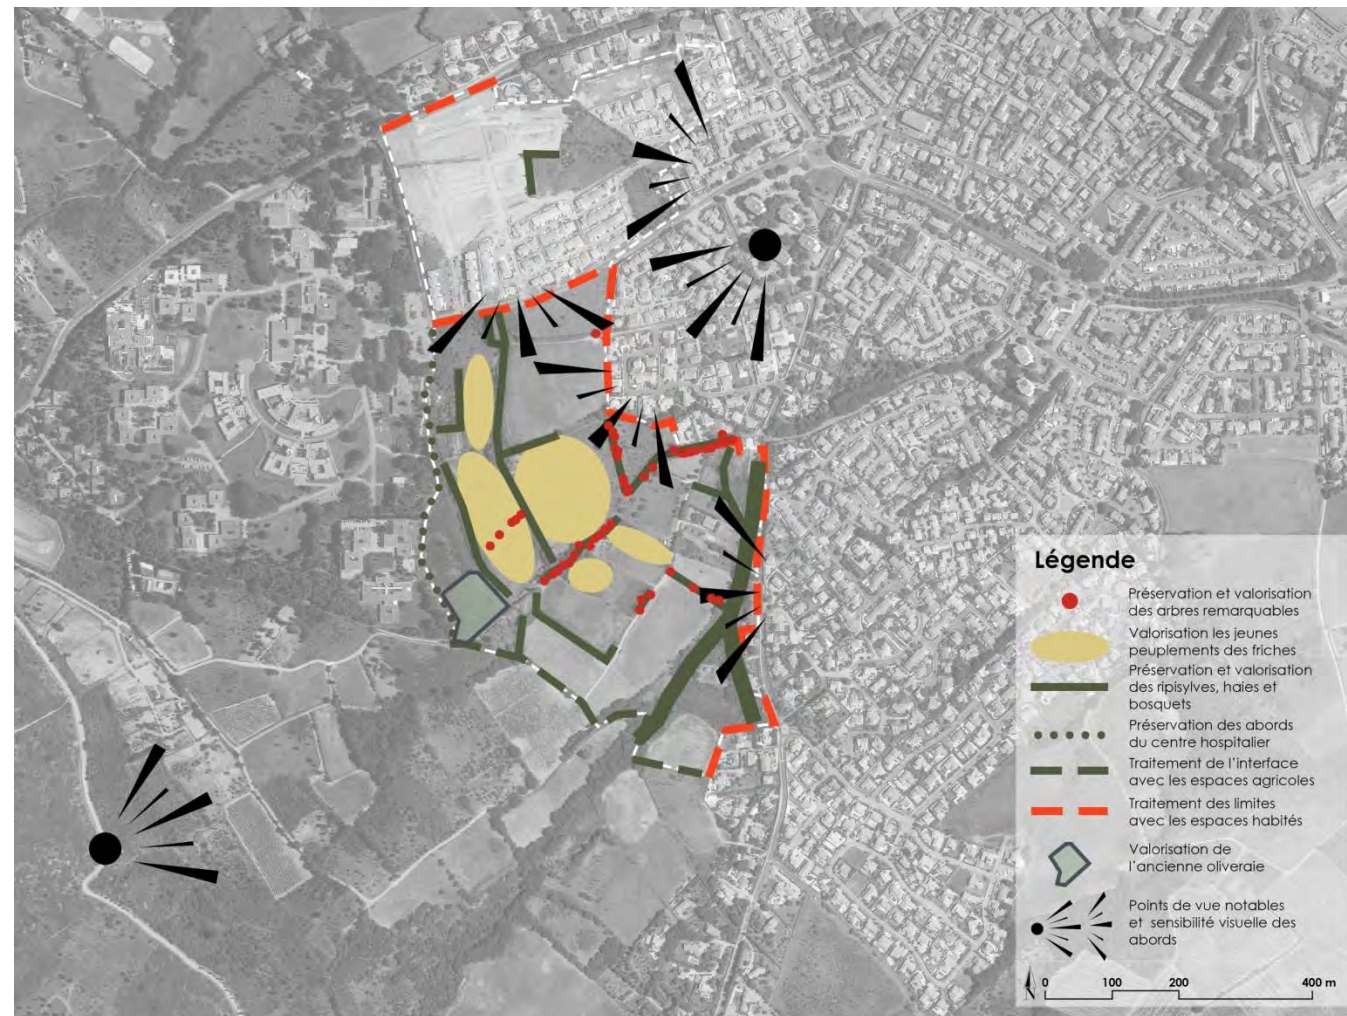 Légende
Préservation et valorisation
des arbres remarquables
Valorisation les jeunes
peuplements des friches
Préservation et valorisation
des ripisylves, haies et
bosquets
Préservation des abords
du centre hospitalier
Traitement de l'interface
avec les espaces agricoles
Traitement des limites
avec les espaces habités
Valorisation de
l'ancienne oliveraie
Points de vue notables
et sensibilité visuelle des
abords
0 100 200 400 m